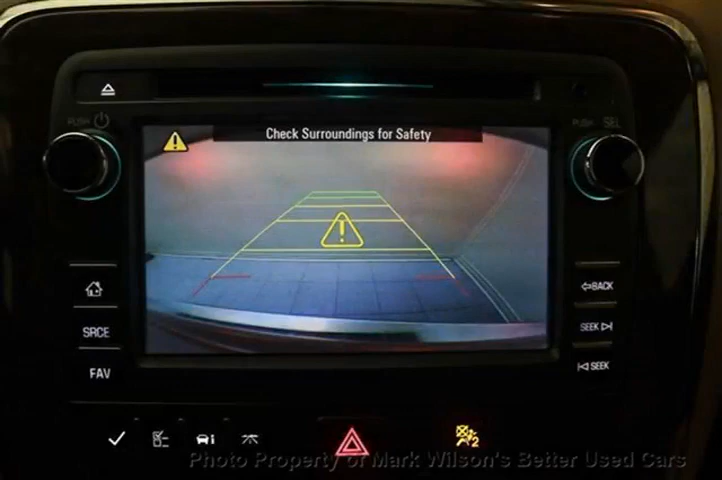 PUSH
PUSH SEL
Check Surroundings for Safety
BACK
SRCE
SEEK
FAV
SEEK
2
Photo Property of Mark Wilson's Better Used Cars